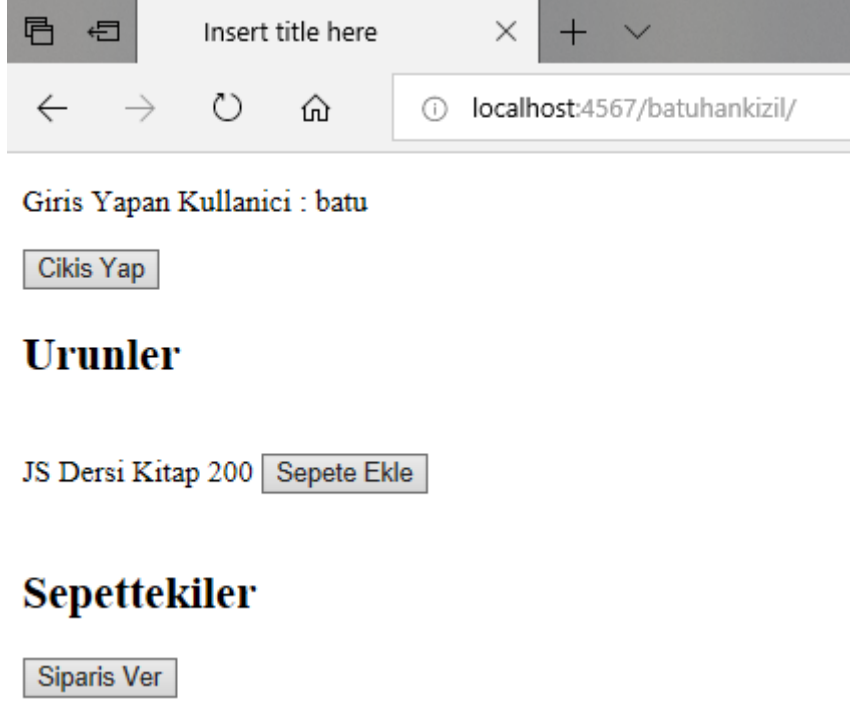 Insert title here
localhost:4567/batuhankizil/
Giris Yapan Kullanici : batu
Cikis Yap
Urunler
JS Dersi Kitap 200 Sepete Ekle
Sepettekiler
Siparis Ver